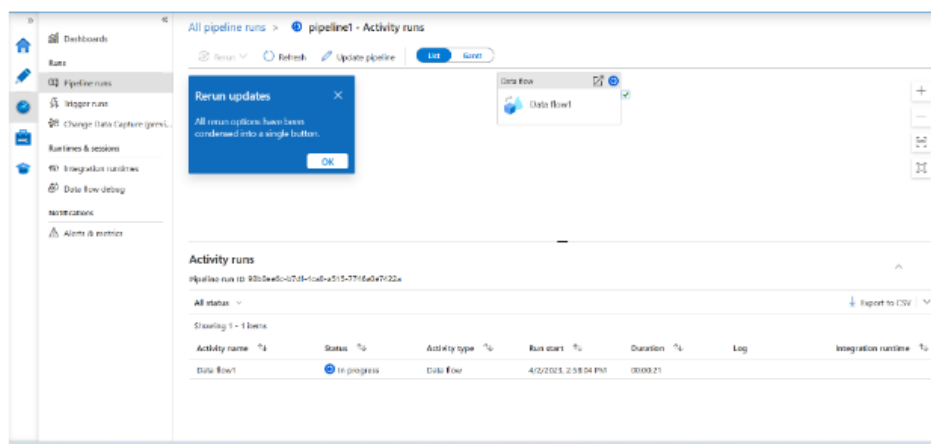 All pipeline runs > pipeline1 - Activity runs
Rerun Refresh Update pipeline List Gantt
Dashboards
Runs
Pipeline runs
Trigger runs
Change Data Capture (previ...
Runtimes & sessions
Integration runtimes
Data flow debug
Notifications
Alerts & metrics
Rerun updates
All rerun options have been
condensed into a single button.
OK
Data flow
Data flow1
Activity runs
Pipeline run ID
All status
Export to CSV
Showing 1 - 1 items
Activity name Status Activity type Run start Duration Log Integration runtime
Data flow1 In progress Data flow 4/2/2023, 2:58:04 PM 00:00:21